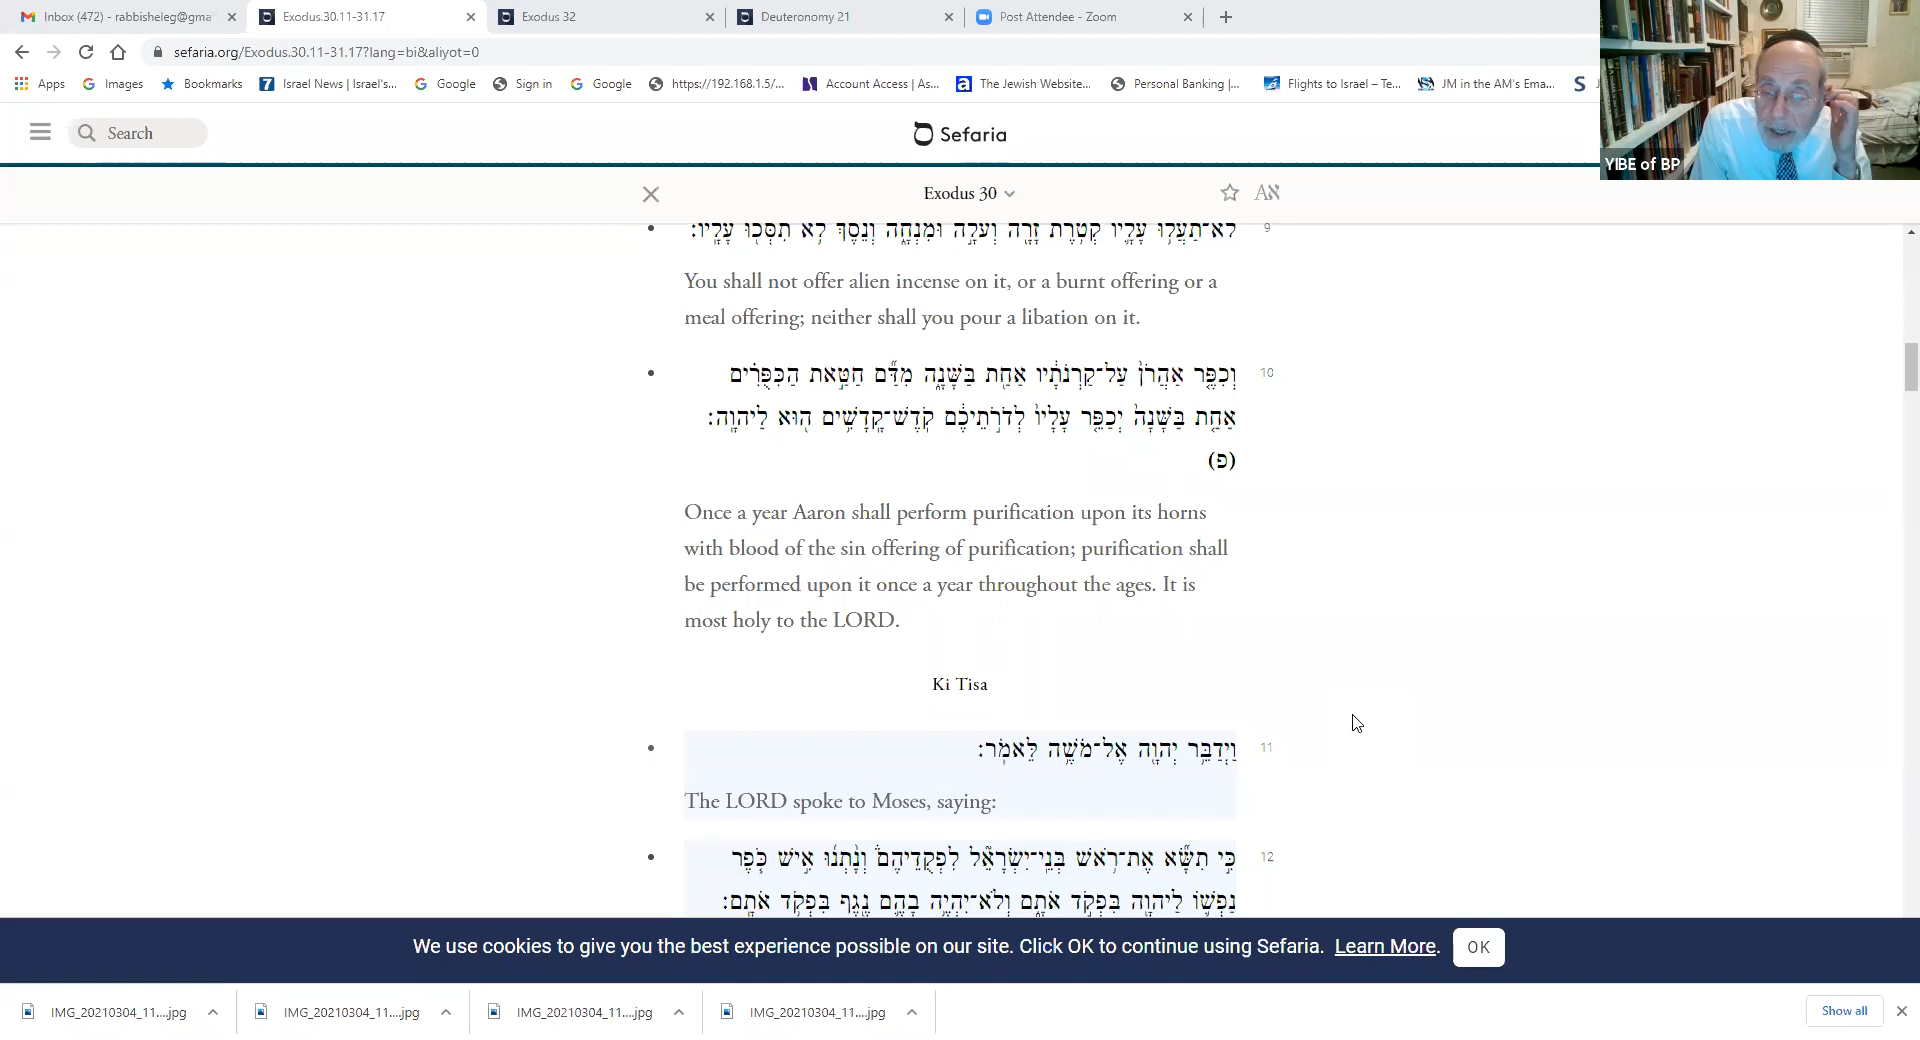 Inbox (472) - rabbisheleg@gma
Exodus.30.11-31.17
Exodus 32
Deuteronomy 21
Post Attendee - Zoom
sefaria.org/Exodus.30.11-31.17?lang=bi&aliyot=0
Apps
Images
Bookmarks
Israel News | Israel's...
Google
Sign in
Google
https://192.168.1.5/...
Account Access | As...
The Jewish Website...
Personal Banking |...
Flights to Israel – Te...
JM in the AM's Ema...
Search
Sefaria
YIBE of BP
Exodus 30
לֹא־תַעֲל֥וּ עָלָ֛יו קְטֹ֥רֶת זָרָ֖ה וְעֹלָ֣ה וּמִנְחָ֑ה וְנֵ֕סֶךְ לֹ֥א תִסְּכ֖וּ עָלָֽיו׃
9
You shall not offer alien incense on it, or a burnt offering or a
meal offering; neither shall you pour a libation on it.
וְכִפֶּ֤ר אַהֲרֹן֙ עַל־קַרְנֹתָ֔יו אַחַ֖ת בַּשָּׁנָ֑ה מִדַּ֞ם חַטַּ֣את הַכִּפֻּרִ֗ים
10
אַחַ֤ת בַּשָּׁנָה֙ יְכַפֵּ֤ר עָלָיו֙ לְדֹרֹ֣תֵיכֶ֔ם קֹֽדֶשׁ־קָֽדָשִׁ֥ים ה֖וּא לַיהוָֽה׃
(פ)
Once a year Aaron shall perform purification upon its horns
with blood of the sin offering of purification; purification shall
be performed upon it once a year throughout the ages. It is
most holy to the LORD.
Ki Tisa
וַיְדַבֵּ֥ר יְהוָ֖ה אֶל־מֹשֶׁ֥ה לֵּאמֹֽר׃
11
The LORD spoke to Moses, saying:
כִּ֣י תִשָּׂ֞א אֶת־רֹ֥אשׁ בְּנֵֽי־יִשְׂרָאֵל֮ לִפְקֻדֵיהֶם֒ וְנָ֨תְנ֜וּ אִ֣ישׁ כֹּ֧פֶר
12
נַפְשׁ֛וֹ לַיהוָ֖ה בִּפְקֹ֣ד אֹתָ֑ם וְלֹא־יִהְיֶ֥ה בָהֶ֛ם נֶ֖גֶף בִּפְקֹ֥ד אֹתָֽם׃
We use cookies to give you the best experience possible on our site. Click OK to continue using Sefaria. Learn More.
OK
IMG_20210304_11....jpg
IMG_20210304_11....jpg
IMG_20210304_11....jpg
IMG_20210304_11....jpg
Show all